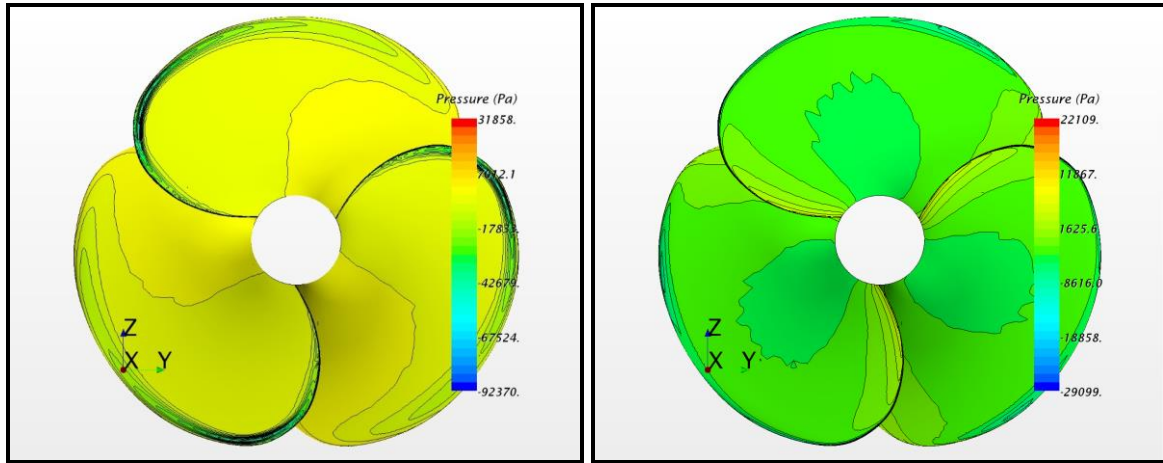 Pressure (Pa)
31858.
7012.1
-17833.
-42679.
-67524.
-92370.
Z
X Y
Pressure (Pa)
22109.
11867.
1625.6
-8616.0
-18858.
-29099.
Z
X Y